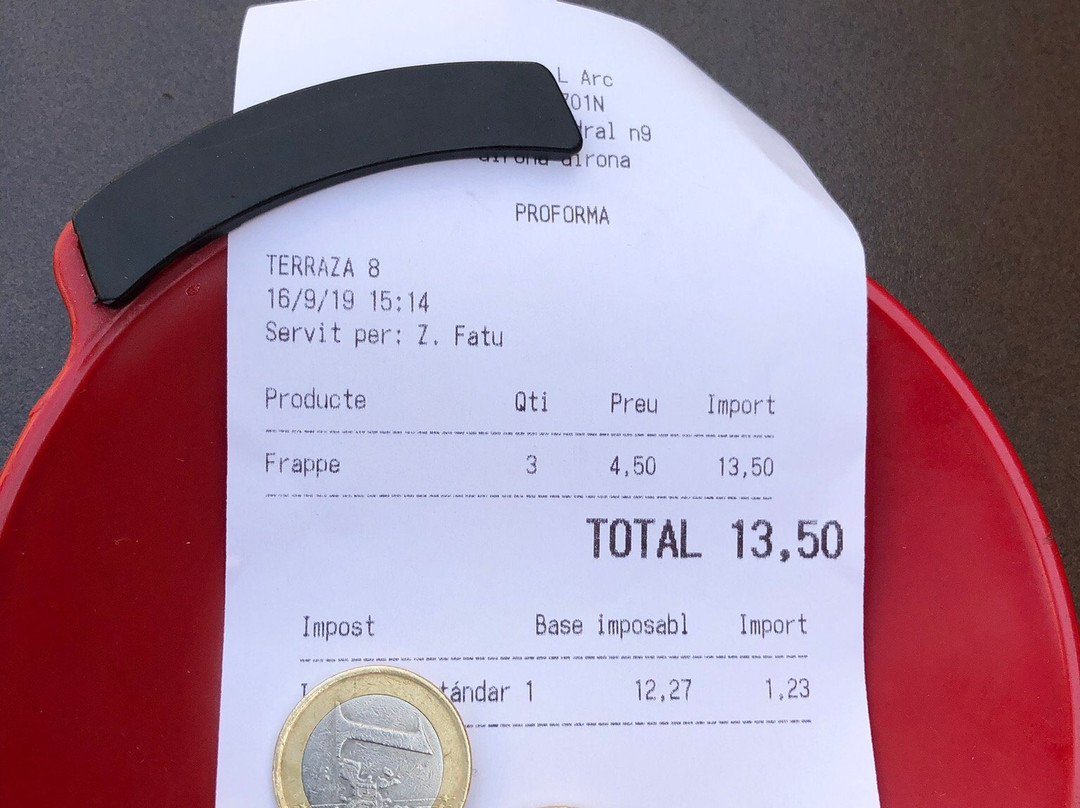 L Arc
701N
dral n9
Girona Girona
PROFORMA
TERRAZA 8
16/9/19 15:14
Servit per: Z. Fatu
Producte Qti Preu Import
Frappe 3 4,50 13,50
TOTAL 13,50
Impost Base imposabl Import
tándar 1 12,27 1,23
1